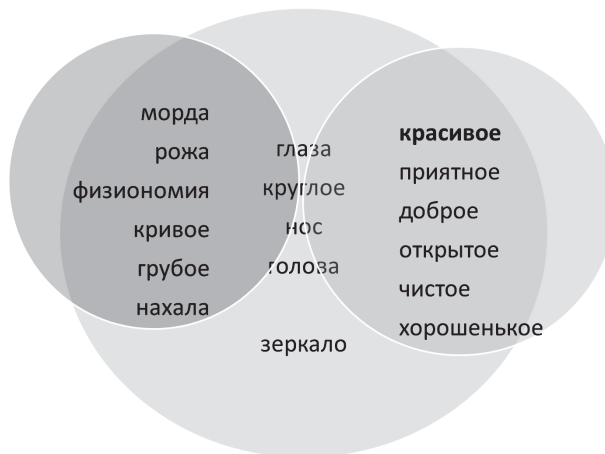 морда
рожа
физиономия
кривое
грубое
нахала
глаза
круглое
нос
голова
зеркало
красивое
приятное
доброе
открытое
чистое
хорошенькое